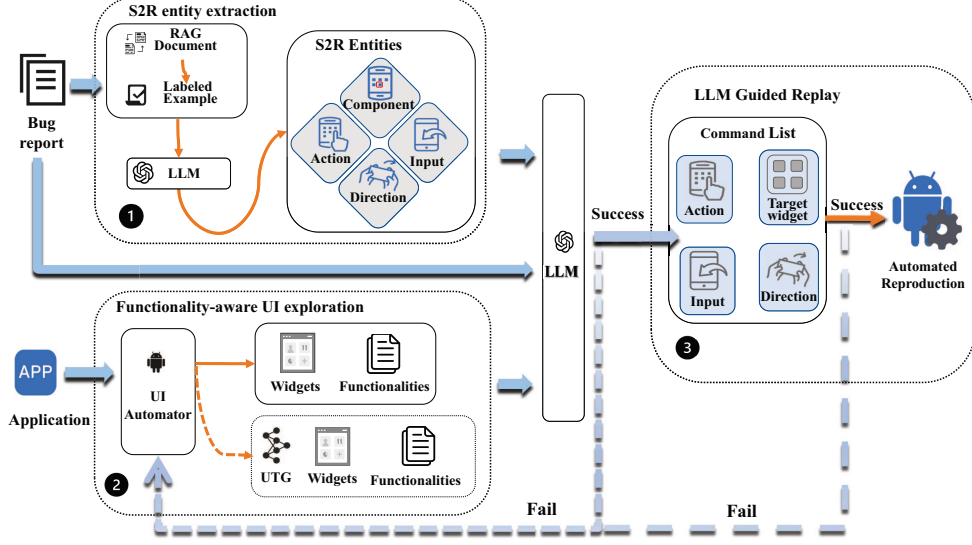 S2R entity extraction
RAG
Document
Labeled
Example
LLM
1
Bug
report
S2R Entities
Component
Action
Input
Direction
LLM
Success
LLM Guided Replay
Command List
Action
Target
widget
Input
Direction
3
Success
Automated
Reproduction
Functionality-aware UI exploration
APP
Application
UI
Automator
Widgets
Functionalities
UTG
Widgets
Functionalities
2
Fail
Fail